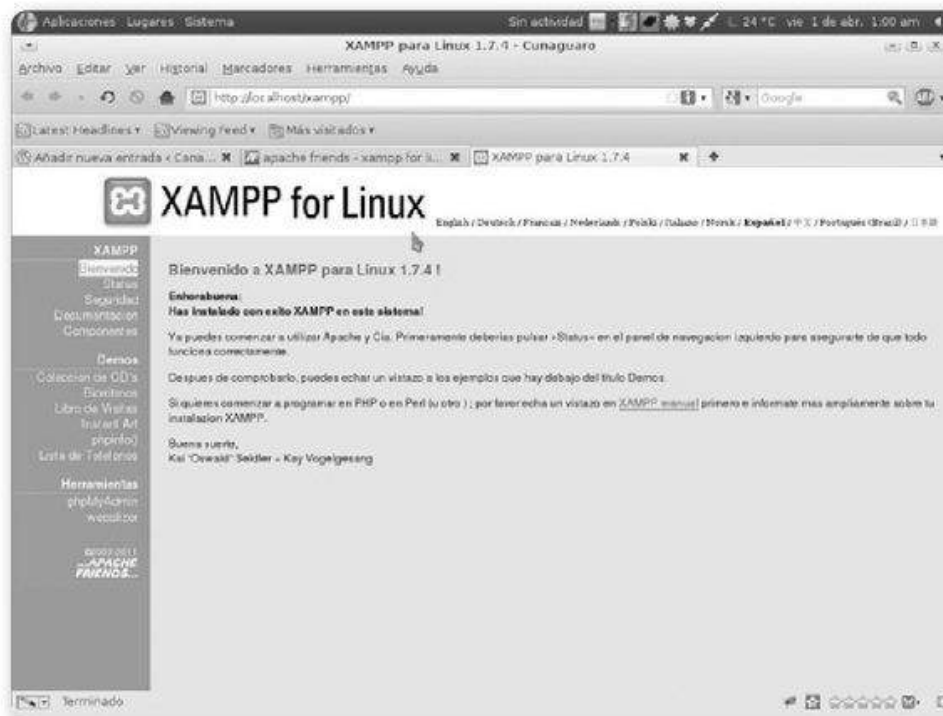 Aplicaciones Lugares Sistema Sin actividad 24 °C vie 1 de abr, 1:00 am
XAMPP para Linux 1.7.4 - Cunaguaro
Archivo Editar Ver Historial Marcadores Herramientas Ayuda
http://localhost/xampp/ Google
Latest Headlines Viewing Feed Más visitados
Añadir nueva entrada ‹ Cana... apache friends - xampp for li... XAMPP para Linux 1.7.4
XAMPP for Linux
English / Deutsch / Francais / Nederlands / Polski / Italiano / Norsk / Español / 中文 / Português (Brasil) / 日本語
XAMPP
Bienvenido
Status
Seguridad
Documentacion
Componentes
Demos
Coleccion de CD's
Biorritmos
Libro de Visitas
Instant Art
phpinfo()
Lista de Telefonos
Herramientas
phpMyAdmin
webalizer
APACHE
FRIENDS...
Bienvenido a XAMPP para Linux 1.7.4 !
Enhorabuena:
Has instalado con exito XAMPP en este sistema!
Ya puedes comenzar a utilizar Apache y Cia. Primeramente deberias pulsar «Status» en el panel de navegacion izquierdo para asegurarte de que todo
funciona correctamente.
Despues de comprobarlo, puedes echar un vistazo a los ejemplos que hay debajo del titulo Demos.
Si quieres comenzar a programar en PHP o en Perl (u otro ) ; por favor echa un vistazo en XAMPP manual primero e informate mas ampliamente sobre tu
instalacion XAMPP.
Buena suerte,
Kai "Oswald" Seidler + Kay Vogelgesang
Terminado